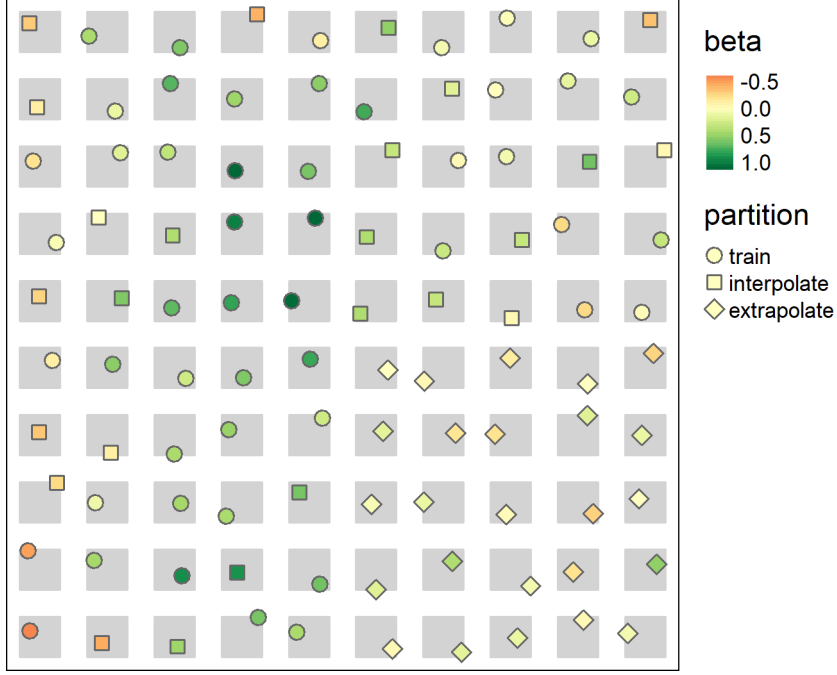 beta
-0.5
0.0
0.5
1.0
partition
train
interpolate
extrapolate